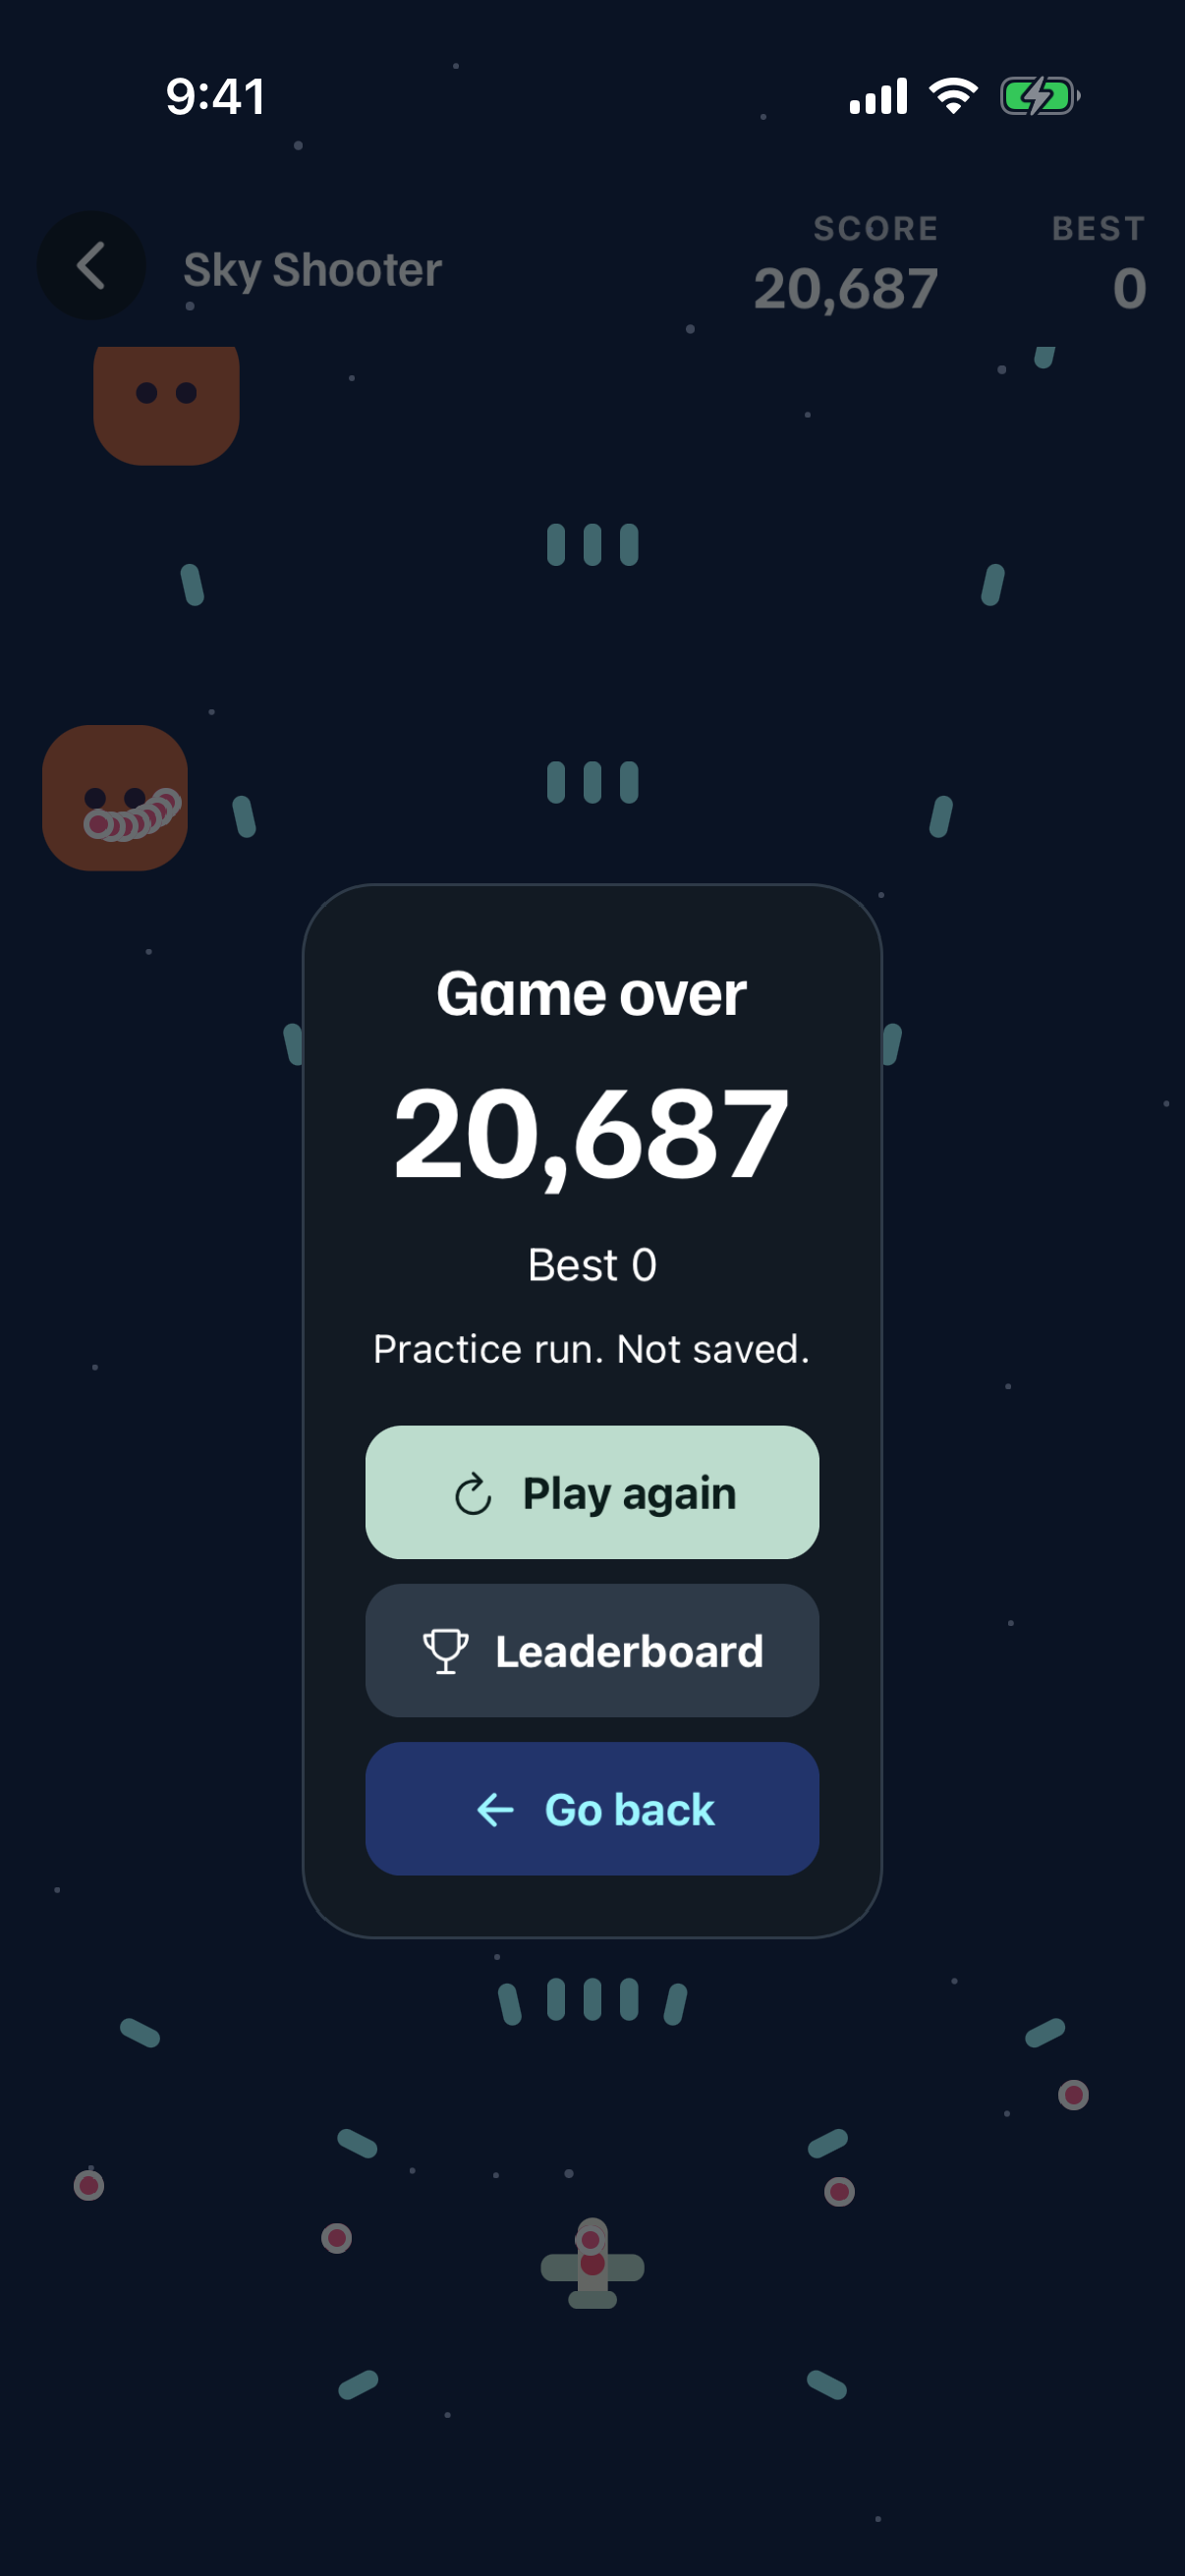 9:41
Sky Shooter
SCORE
20,687
BEST
0
Game over
20,687
Best 0
Practice run. Not saved.
Play again
Leaderboard
Go back